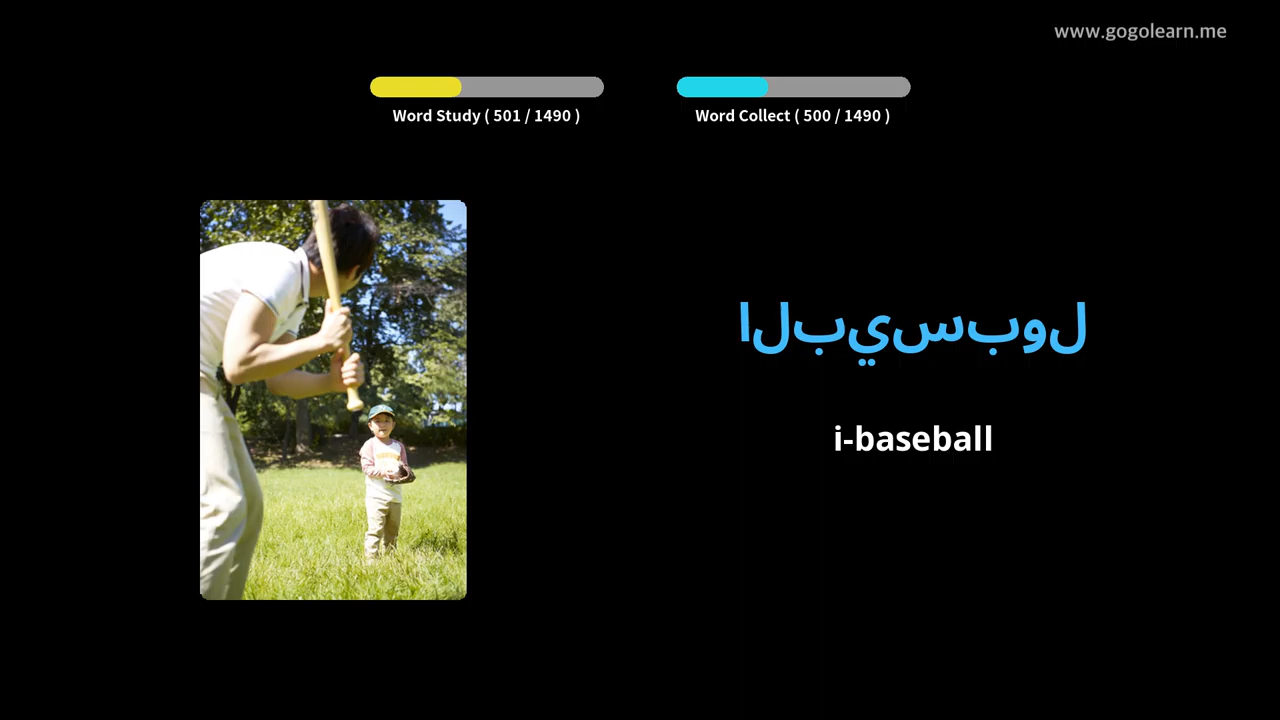 www.gogolearn.me
Word Study ( 501 / 1490 )
Word Collect ( 500 / 1490 )
البيسبول
i-baseball